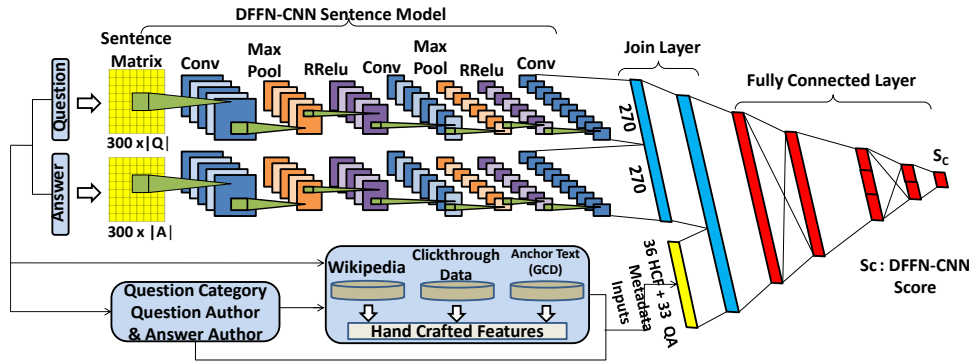 DFFN-CNN Sentence Model
Sentence
Matrix
Conv
Max
Pool
RRelu
Conv
Max
Pool
RRelu
Conv
Join Layer
Fully Connected Layer
Question
300 x|Q|
Answer
300 x |A|
270
270
Sc
Sc : DFFN-CNN
Score
36 HCF + 33 QA
Metadata
Inputs
Wikipedia
Clickthrough
Data
Anchor Text
(GCD)
Hand Crafted Features
Question Category
Question Author
& Answer Author